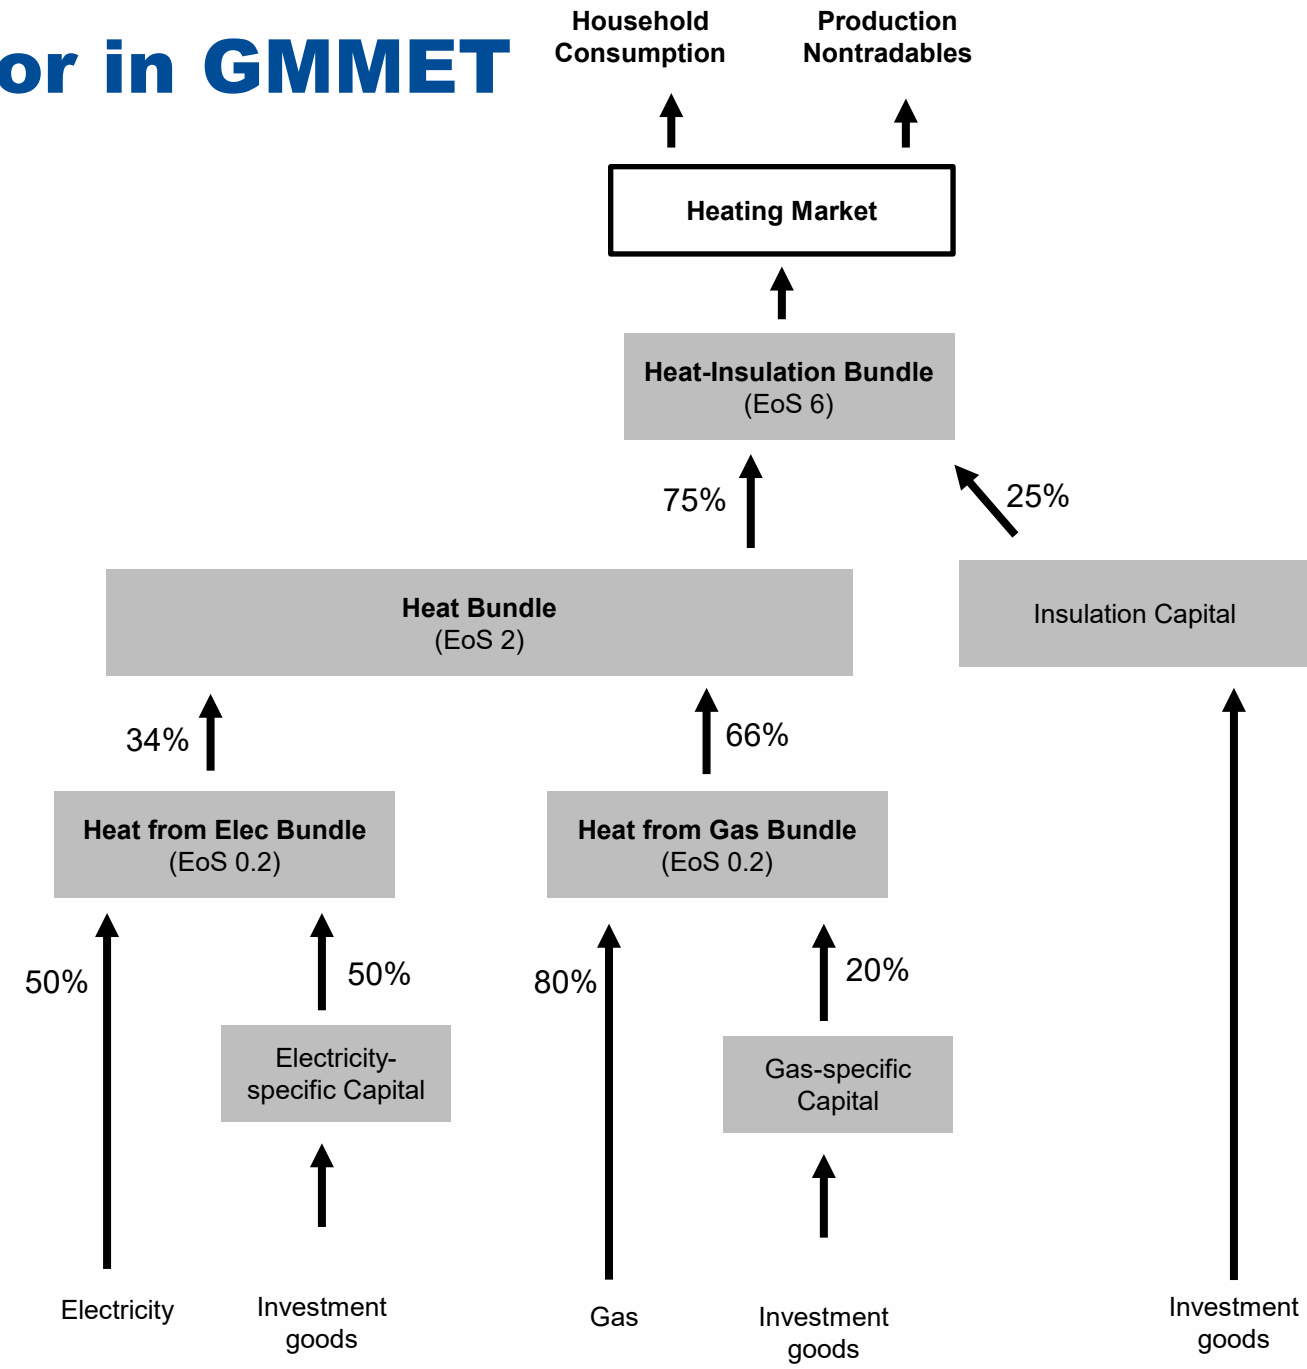 or in GMMET
Household
Consumption
Production
Nontradables
Heating Market
Heat-Insulation Bundle
(EoS 6)
75%
25%
Heat Bundle
(EoS 2)
Insulation Capital
34%
66%
Heat from Elec Bundle
(EoS 0.2)
Heat from Gas Bundle
(EoS 0.2)
50%
50%
80%
20%
Electricity-
specific Capital
Gas-specific
Capital
Electricity
Investment
goods
Gas
Investment
goods
Investment
goods